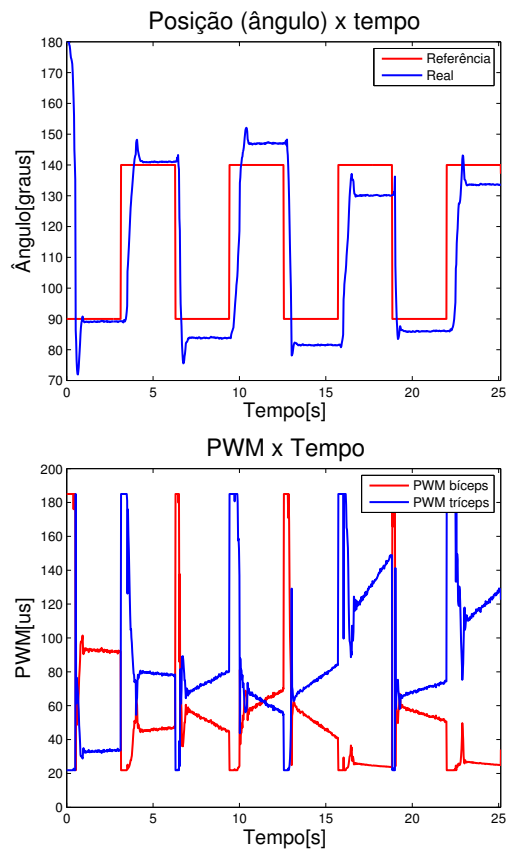 Posição (ângulo) x tempo
180
170
160
150
140
130
120
110
100
90
80
70
Ângulo[graus]
Referência
Real
0 5 10 15 20 25
Tempo[s]
PWM x Tempo
200
180
160
140
120
100
80
60
40
20
0
PWM[us]
PWM bíceps
PWM tríceps
0 5 10 15 20 25
Tempo[s]